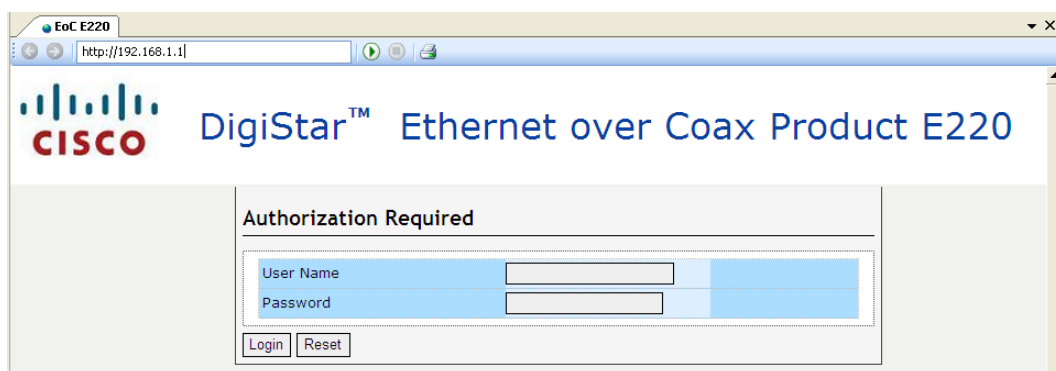 EoC E220
http://192.168.1.1
CISCO
DigiStar™ Ethernet over Coax Product E220
Authorization Required
User Name
Password
Login Reset